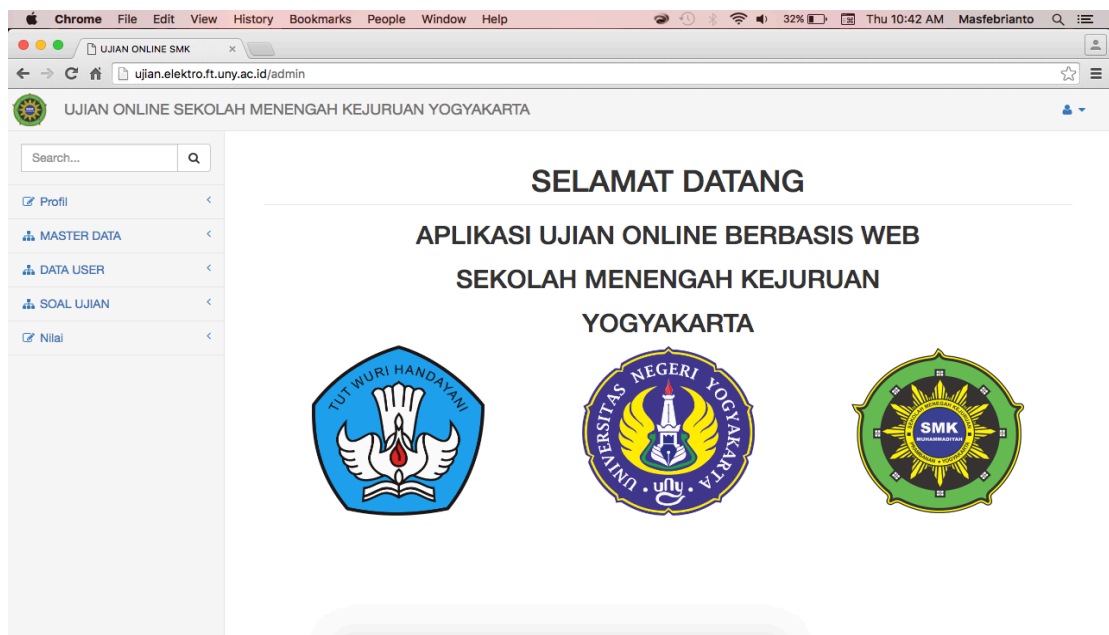 Chrome File Edit View History Bookmarks People Window Help 32% Thu 10:42 AM Masfebrianto
UJIAN ONLINE SMK
ujian.elektro.ft.uny.ac.id/admin
UJIAN ONLINE SEKOLAH MENENGAH KEJURUAN YOGYAKARTA
Search...
Profil
MASTER DATA
DATA USER
SOAL UJIAN
Nilai
SELAMAT DATANG
APLIKASI UJIAN ONLINE BERBASIS WEB
SEKOLAH MENENGAH KEJURUAN
YOGYAKARTA
TUT WURI HANDAYANI
UNIVERSITAS NEGERI YOGYAKARTA
uny
SMK
MUHAMMADIYAH